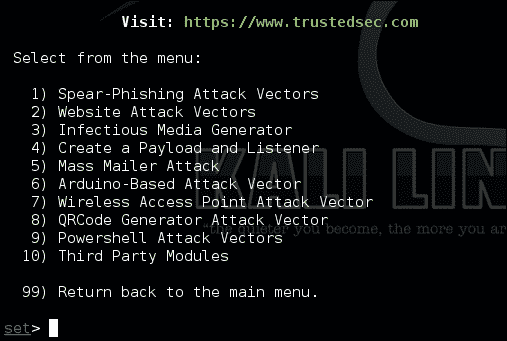 Visit: https://www.trustedsec.com
Select from the menu:
1) Spear-Phishing Attack Vectors
2) Website Attack Vectors
3) Infectious Media Generator
4) Create a Payload and Listener
5) Mass Mailer Attack
6) Arduino-Based Attack Vector
7) Wireless Access Point Attack Vector
8) QRCode Generator Attack Vector
9) Powershell Attack Vectors
10) Third Party Modules
99) Return back to the main menu.
set>
KALI LIN
"the quieter you become, the more you ar